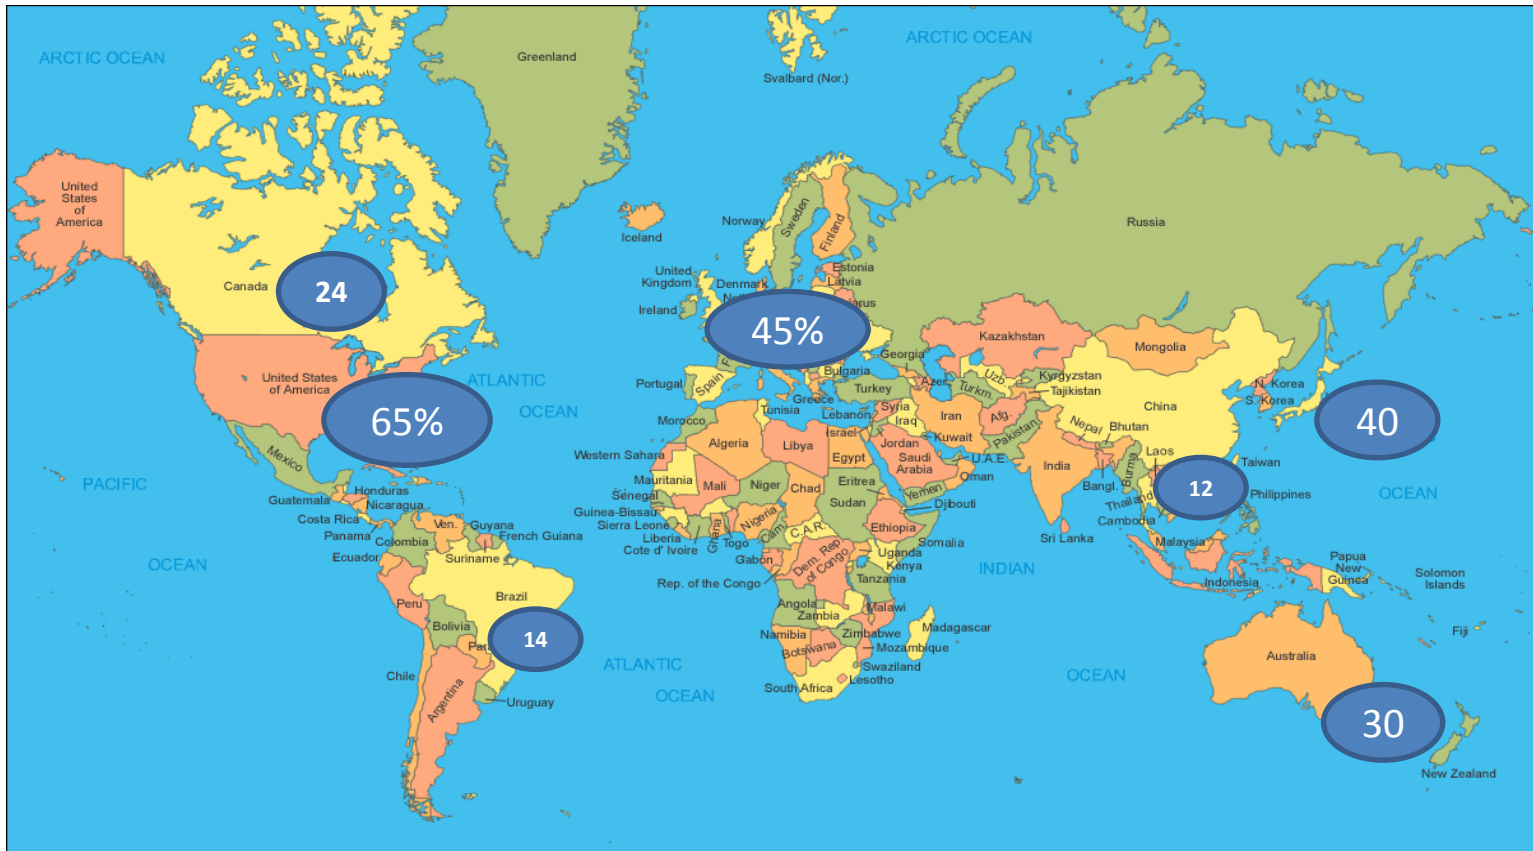 ARCTIC OCEAN
Greenland
Svalbard (Nor.)
ARCTIC OCEAN
United
States
of
America
Canada
24
Iceland
Norway
Sweden
Finland
Russia
United
Kingdom
Ireland
Denmark
Estonia
Latvia
45%
United States
of America
65%
ATLANTIC
OCEAN
Portugal
Spain
Bulgaria
Greece
Georgia
Turkey
Azer.
Kazakhstan
Uzb.
Turkm.
Kyrgyzstan
Tajikistan
Mongolia
China
N. Korea
S. Korea
40
Mexico
Morocco
Algeria
Tunisia
Libya
Egypt
Lebanon
Israel
Syria
Iraq
Jordan
Kuwait
Saudi
Arabia
Iran
Afg.
Pakistan
Nepal
Bhutan
India
Bangl.
Burma
Laos
Taiwan
Western Sahara
Mauritania
Mali
Niger
Chad
Sudan
Eritrea
Yemen
Oman
U.A.E.
Djibouti
Thailand
12
Philippines
Cambodia
PACIFIC
OCEAN
OCEAN
Guatemala
Honduras
Nicaragua
Costa Rica
Panama
Ven.
Guyana
French Guiana
Suriname
Colombia
Ecuador
Senegal
Guinea-Bissau
Sierra Leone
Liberia
Cote d' Ivoire
Ghana
Togo
Nigeria
Cam.
C.A.R.
Ethiopia
Somalia
Sri Lanka
Malaysia
Indonesia
Papua
New
Guinea
Solomon
Islands
Gabon
Rep. of the Congo
Dem. Rep
of Congo
Uganda
Kenya
Tanzania
INDIAN
OCEAN
Peru
Brazil
Bolivia
Par
14
Angola
Zambia
Malawi
Namibia
Zimbabwe
Botswana
Mozambique
Madagascar
Swaziland
Lesotho
South Africa
Australia
Fiji
30
New Zealand
Chile
Argentina
Uruguay
ATLANTIC
OCEAN